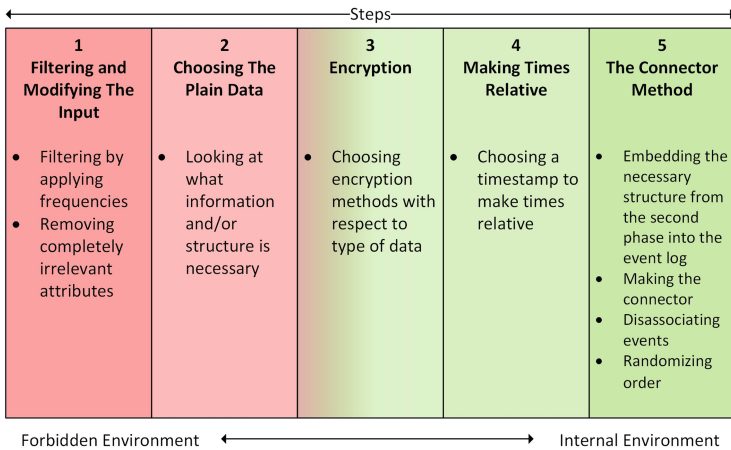 Steps
1
Filtering and
Modifying The
Input
• Filtering by
applying
frequencies
• Removing
completely
irrelevant
attributes
2
Choosing The
Plain Data
• Looking at
what
information
and/or
structure is
necessary
3
Encryption
• Choosing
encryption
methods with
respect to
type of data
4
Making Times
Relative
• Choosing a
timestamp to
make times
relative
5
The Connector
Method
• Embedding the
necessary
structure from
the second
phase into the
event log
• Making the
connector
• Disassociating
events
• Randomizing
order
Forbidden Environment
Internal Environment